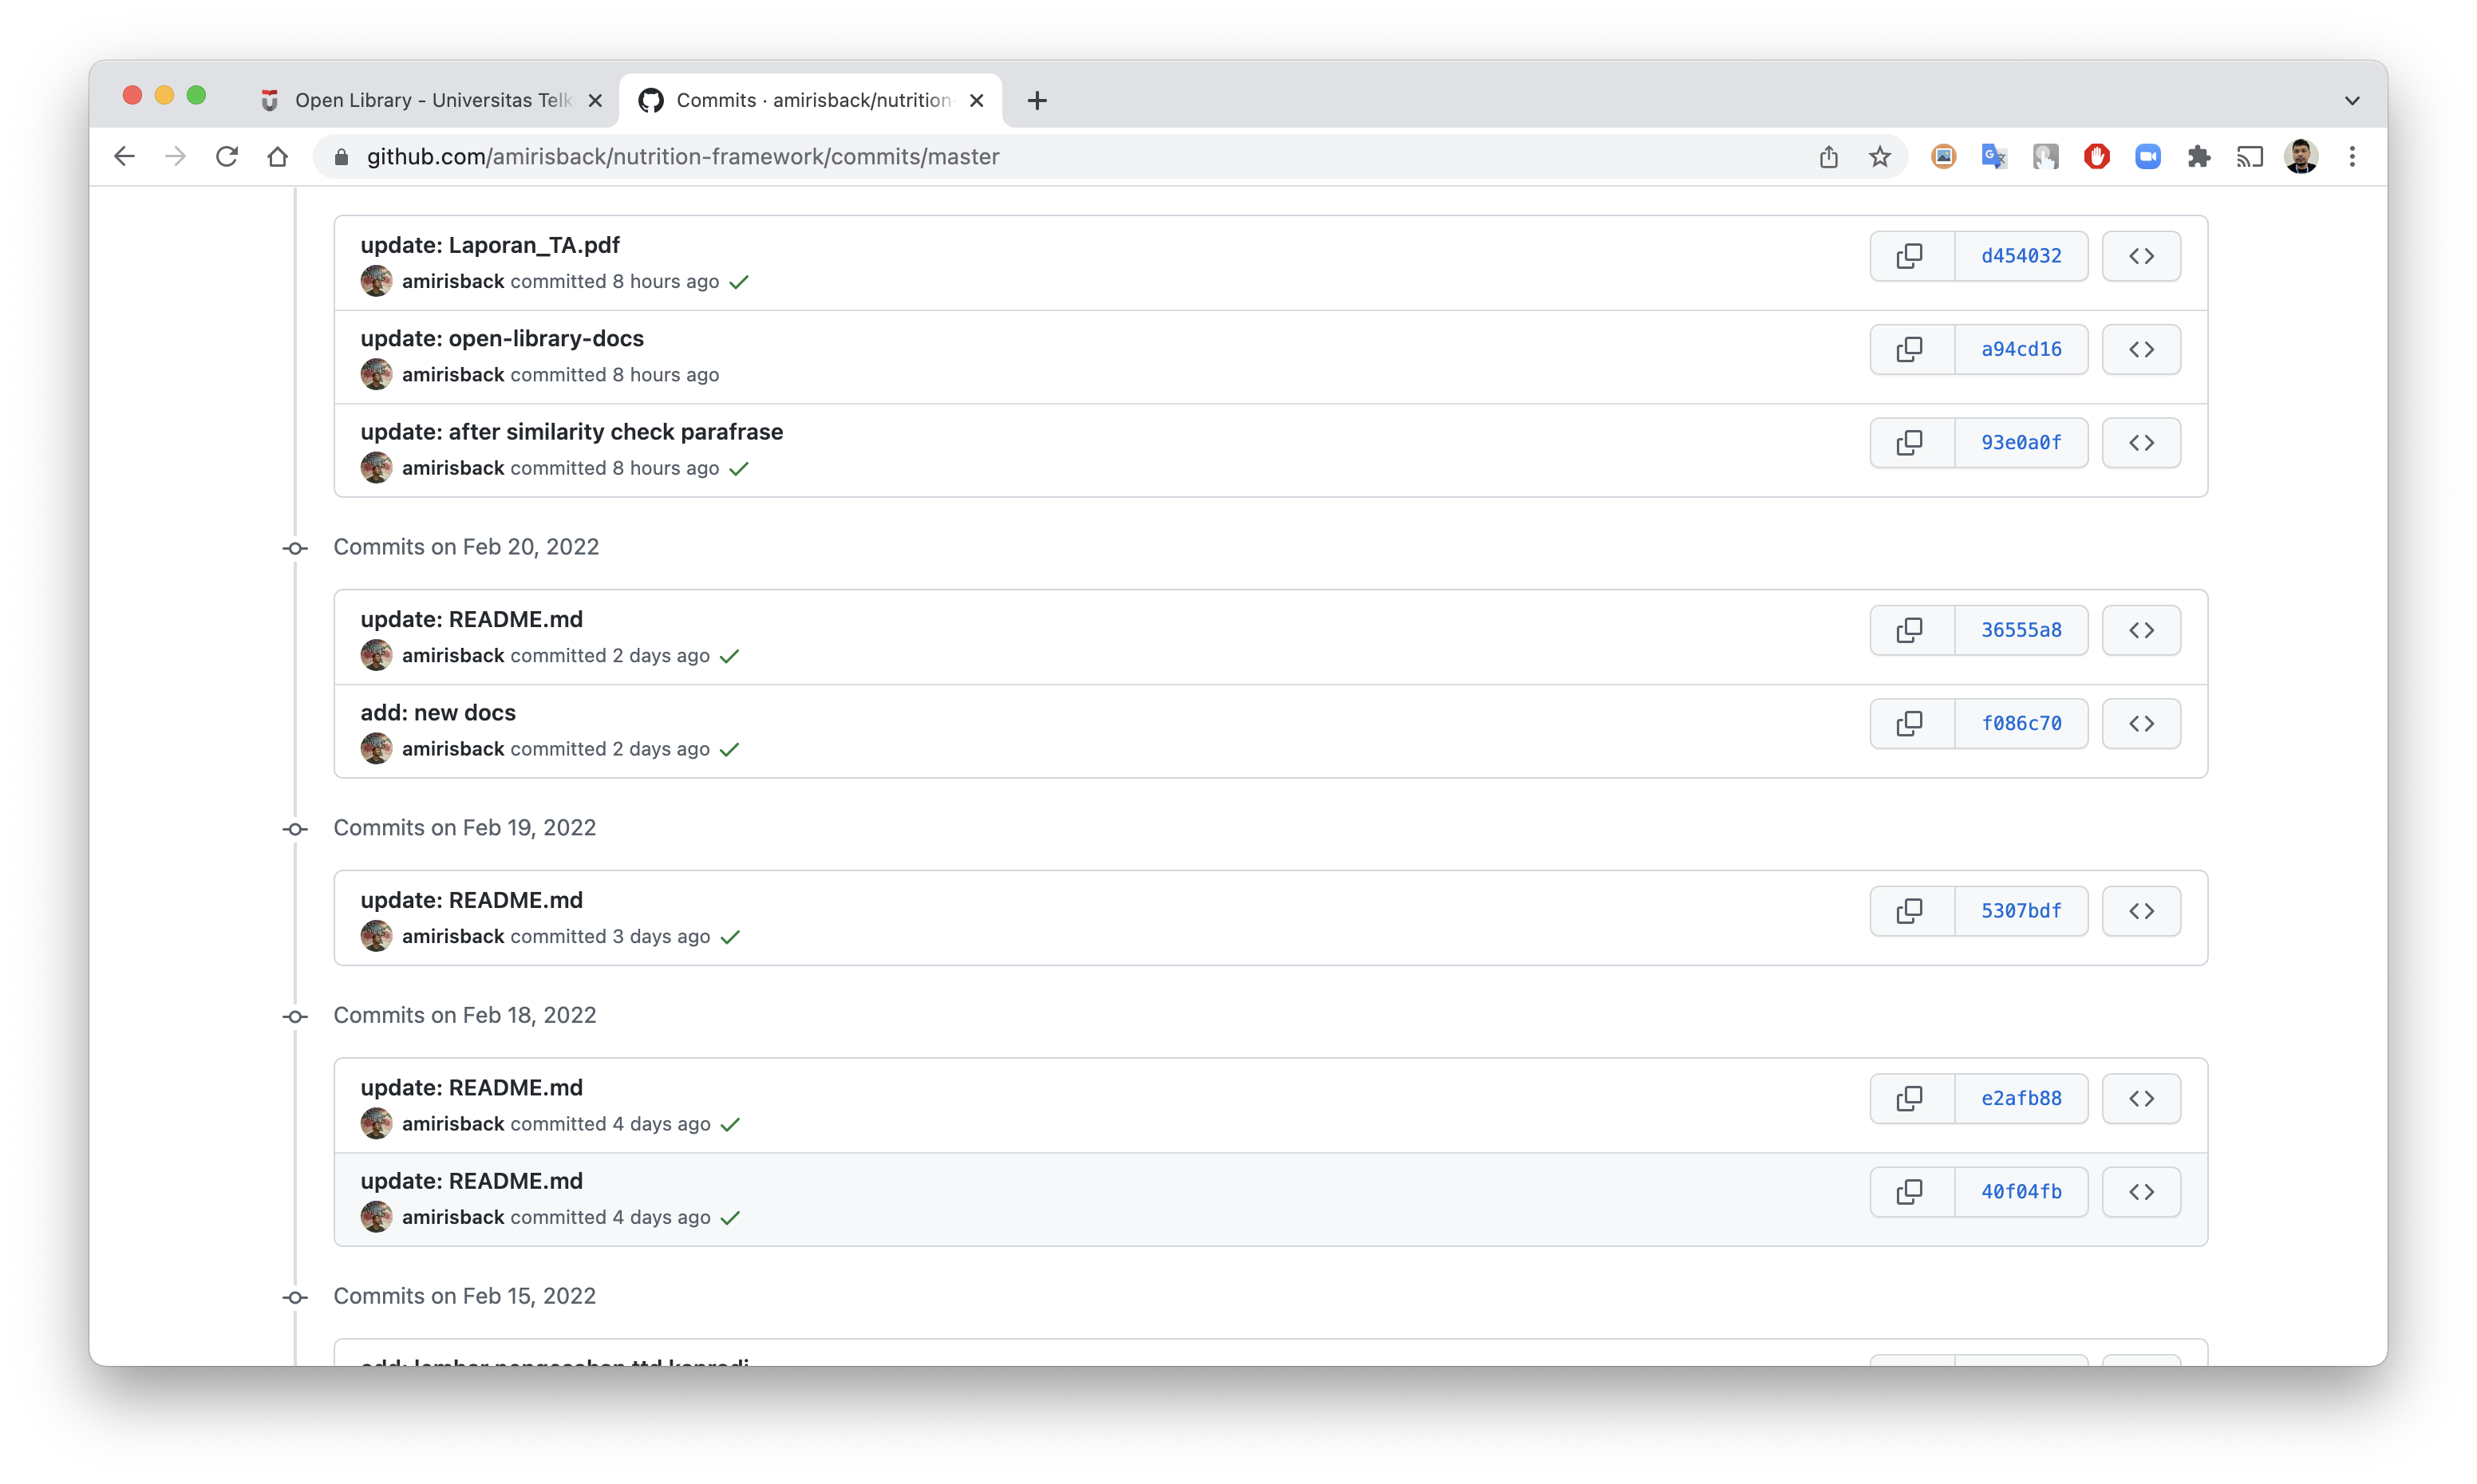 Open Library - Universitas Telk
Commits · amirisback/nutrition-
github.com/amirisback/nutrition-framework/commits/master
update: Laporan_TA.pdf
d454032
amirisback committed 8 hours ago
update: open-library-docs
a94cd16
amirisback committed 8 hours ago
update: after similarity check parafrase
93e0a0f
amirisback committed 8 hours ago
Commits on Feb 20, 2022
update: README.md
36555a8
amirisback committed 2 days ago
add: new docs
f086c70
amirisback committed 2 days ago
Commits on Feb 19, 2022
update: README.md
5307bdf
amirisback committed 3 days ago
Commits on Feb 18, 2022
update: README.md
e2afb88
amirisback committed 4 days ago
update: README.md
40f04fb
amirisback committed 4 days ago
Commits on Feb 15, 2022
add: lembar pengesahan ttd kaprodi